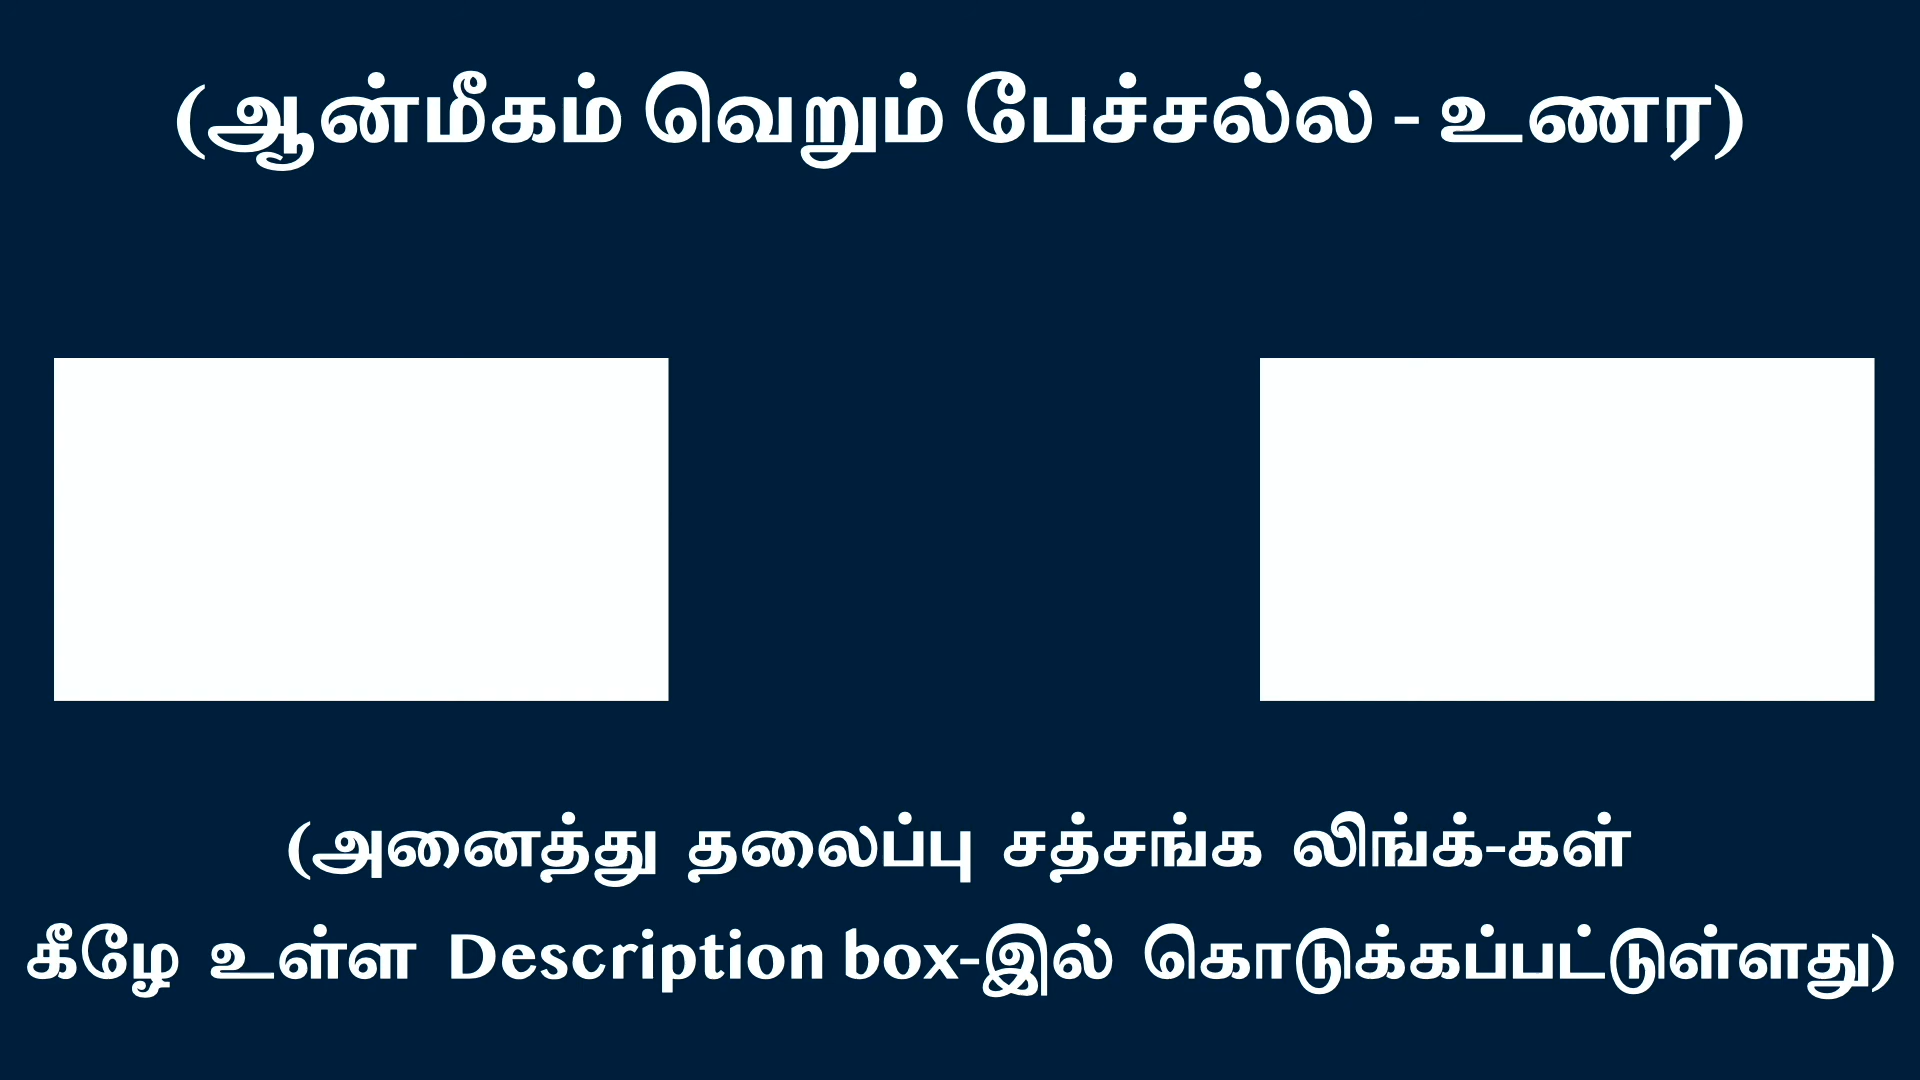 (ஆன்மீகம் வெறும் பேச்சல்ல - உணர)
(அனைத்து தலைப்பு சத்சங்க லிங்க்-கள்
கீழே உள்ள Description box-இல் கொடுக்கப்பட்டுள்ளது)